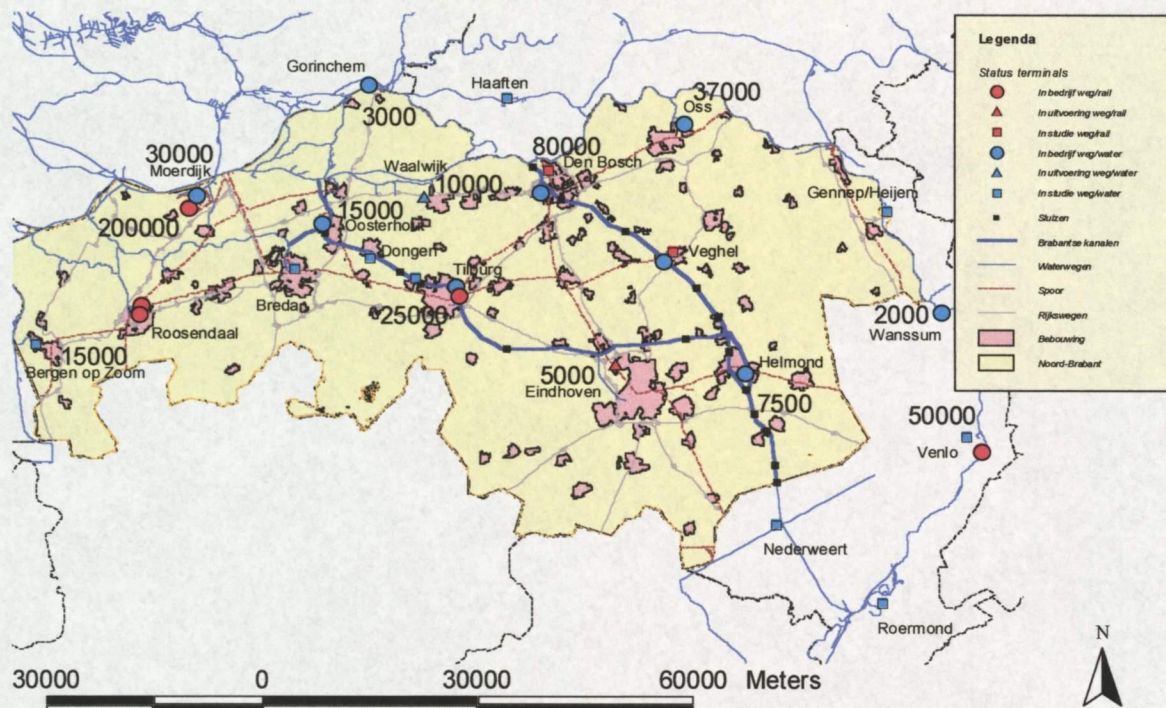 Gorinchem
Haaften
3000
37000
Oss
30000
Moerdijk
Waalwijk
80000
Den Bosch
10000
Gennep/Heijen
200000
15000
Oosterhout
Dongen
Tilburg
Veghel
Breda
25000
2000
Wanssum
Roosendaal
15000
Bergen op Zoom
5000
Eindhoven
Helmond
7500
50000
Venlo
Nederweert
Roermond
Legenda
Status terminals
In bedrijf weg/rail
In uitvoering weg/rail
In studie weg/rail
In bedrijf weg/water
In uitvoering weg/water
In studie weg/water
Sluizen
Brabantse kanalen
Waterwegen
Spoor
Rijkswegen
Bebouwing
Noord-Brabant
N
30000 0 30000 60000 Meters